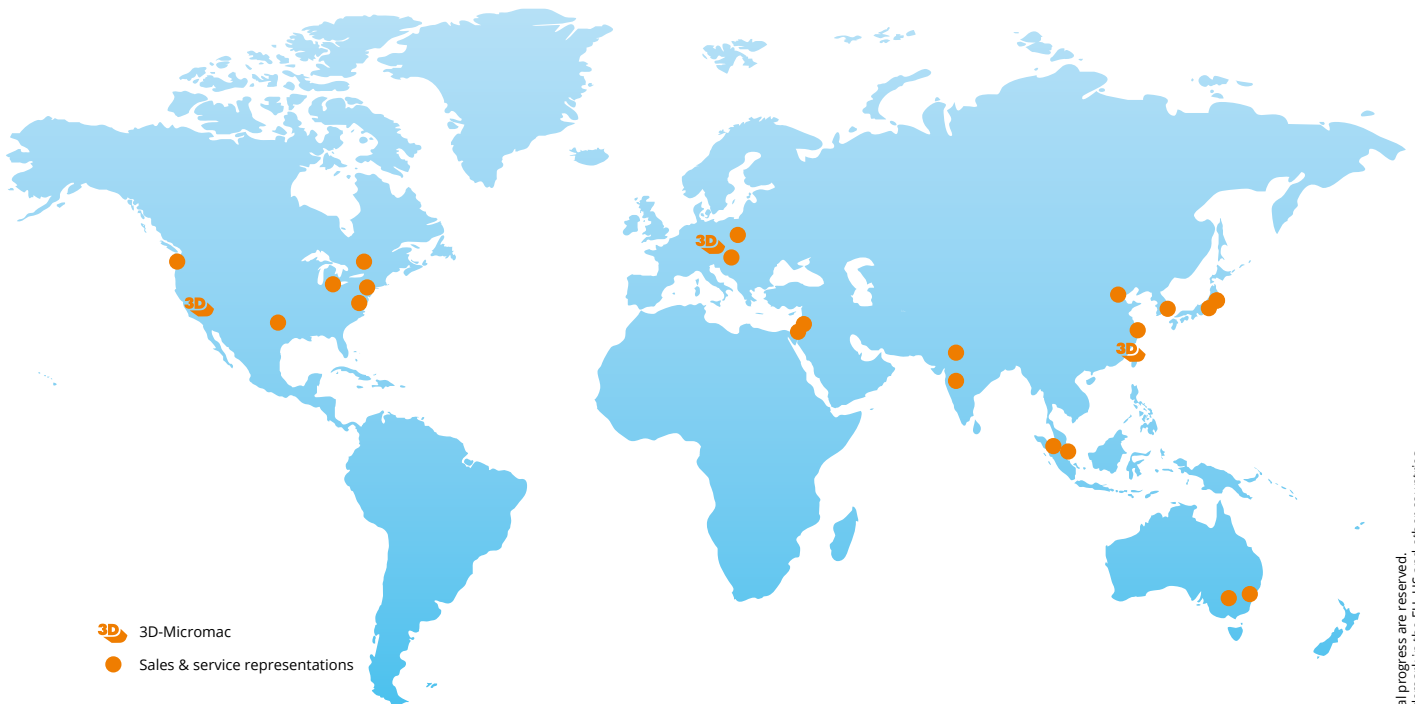 3D
3D
3D
3D 3D-Micromac
Sales & service representations
al progress are reserved.